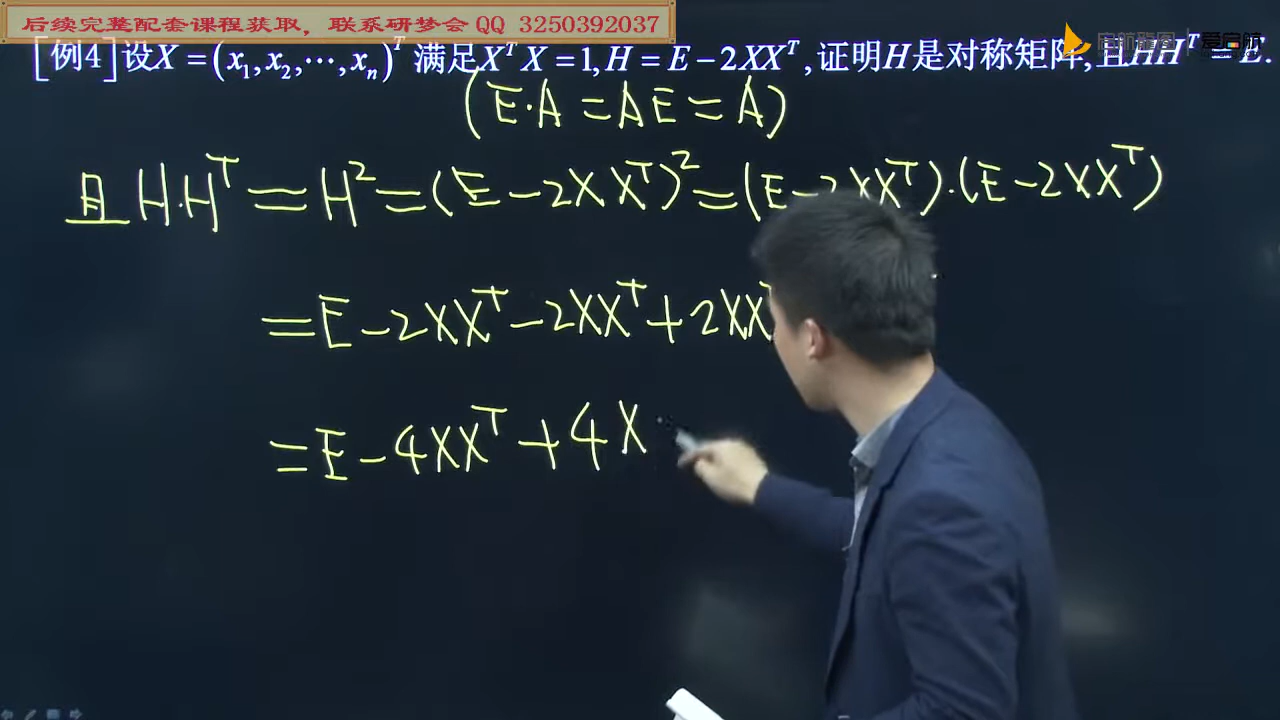 后续完整配套课程获取，联系研梦会QQ 3250392037
[例4]设X=(x₁,x₂,⋯,xₙ)ᵀ 满足XᵀX=1,H=E-2XXᵀ,证明H是对称矩阵,且HHᵀ=E.
(E·A=AE=A)
且 H·Hᵀ=H²=(E-2XXᵀ)²=(E-2XXᵀ)·(E-2XXᵀ)
=E-2XXᵀ-2XXᵀ+2XX
=E-4XXᵀ+4X